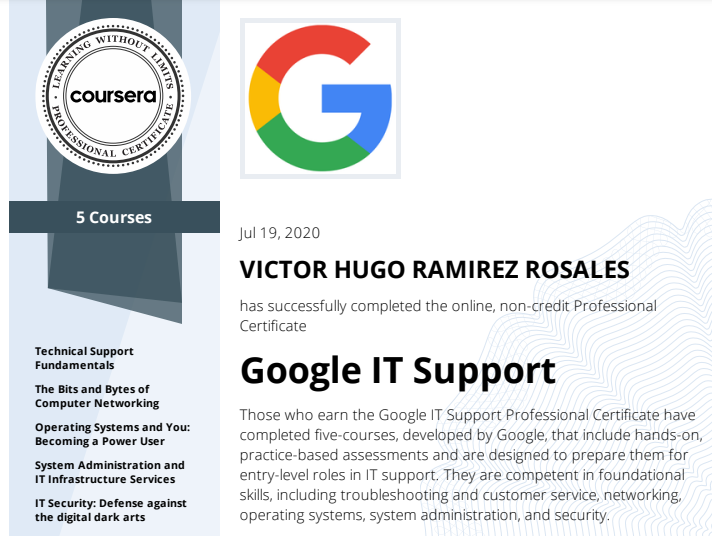 LEARNING WITHOUT LIMITS
coursera
PROFESSIONAL CERTIFICATE
5 Courses
Technical Support
Fundamentals
The Bits and Bytes of
Computer Networking
Operating Systems and You:
Becoming a Power User
System Administration and
IT Infrastructure Services
IT Security: Defense against
the digital dark arts
G
Jul 19, 2020
VICTOR HUGO RAMIREZ ROSALES
has successfully completed the online, non-credit Professional
Certificate
Google IT Support
Those who earn the Google IT Support Professional Certificate have
completed five-courses, developed by Google, that include hands-on,
practice-based assessments and are designed to prepare them for
entry-level roles in IT support. They are competent in foundational
skills, including troubleshooting and customer service, networking,
operating systems, system administration, and security.